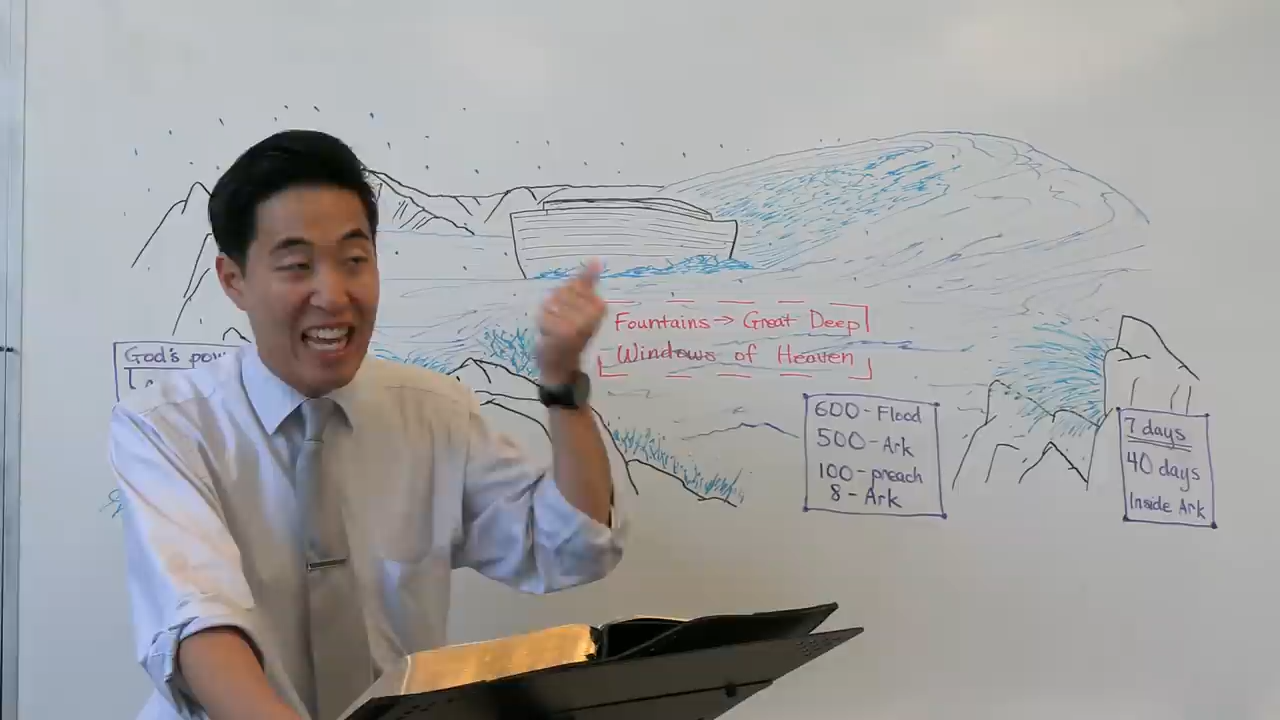 Fountains → Great Deep
Windows of Heaven
God's
600 - Flood
500 - Ark
100 - preach
8 - Ark
7 days
40 days
Inside Ark